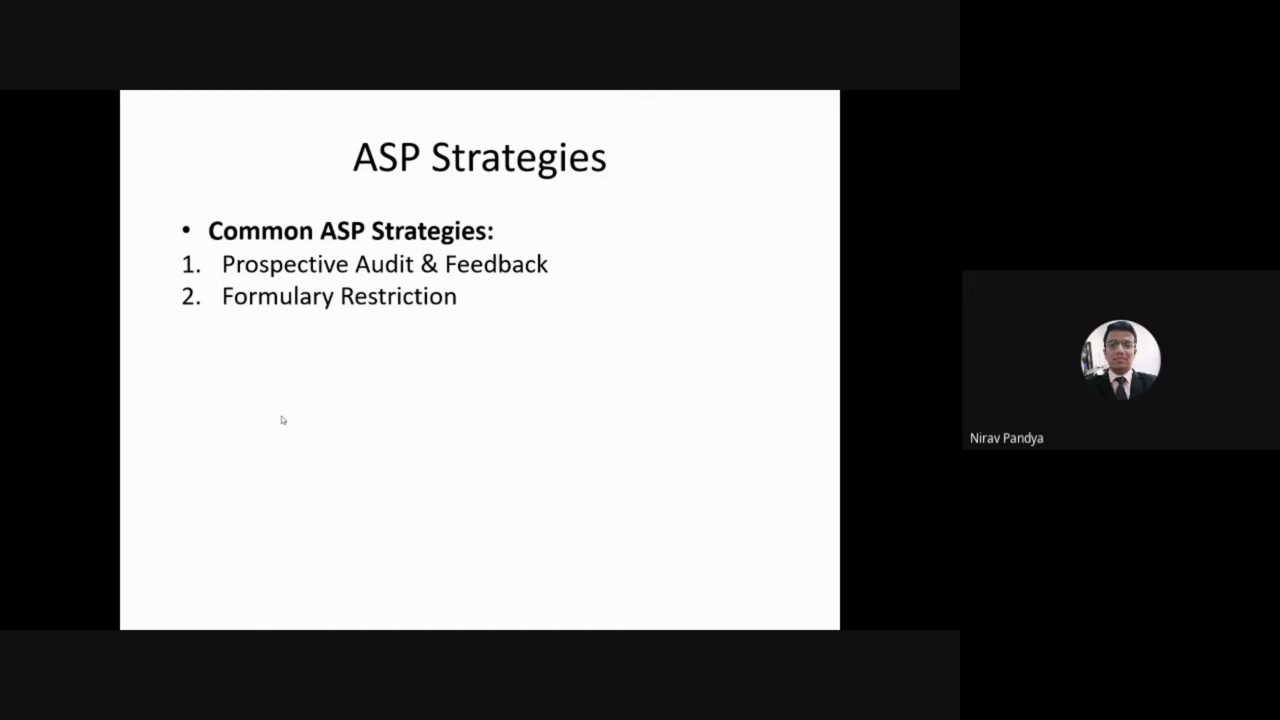 ASP Strategies
• Common ASP Strategies:
1. Prospective Audit & Feedback
2. Formulary Restriction
Nirav Pandya